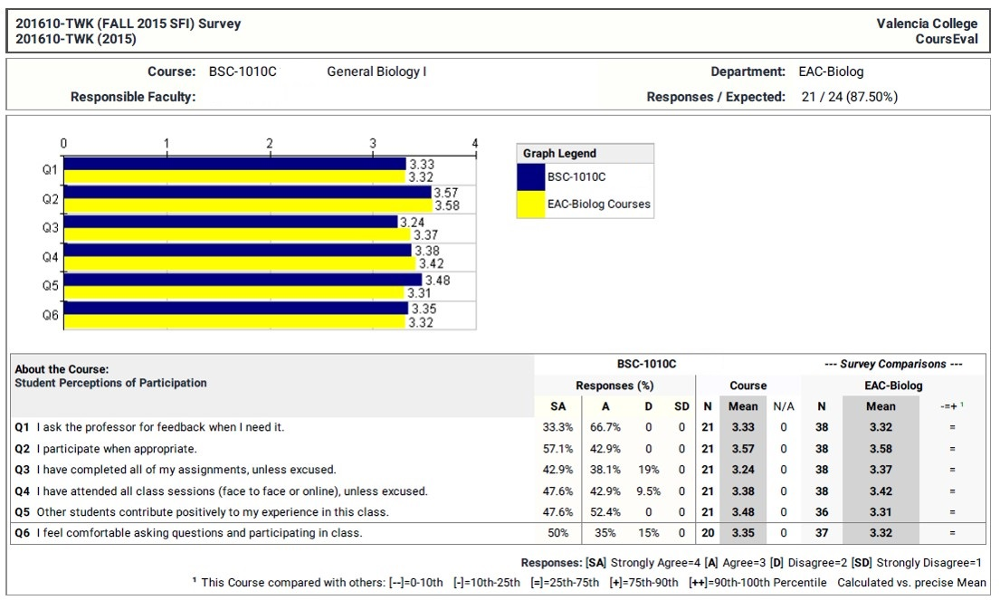 201610-TWK (FALL 2015 SFI) Survey Valencia College
201610-TWK (2015) CoursEval
Course: BSC-1010C General Biology I Department: EAC-Biolog
Responsible Faculty: Responses / Expected: 21 / 24 (87.50%)
0 1 2 3 4
Graph Legend
BSC-1010C
EAC-Biolog Courses
Q1 3.33
3.32
Q2 3.57
3.58
Q3 3.24
3.37
Q4 3.38
3.42
Q5 3.48
3.31
Q6 3.35
3.32
About the Course: BSC-1010C --- Survey Comparisons ---
Student Perceptions of Participation Responses (%) Course EAC-Biolog
SA A D SD N Mean N/A N Mean -=+ ¹
Q1 I ask the professor for feedback when I need it. 33.3% 66.7% 0 0 21 3.33 0 38 3.32 =
Q2 I participate when appropriate. 57.1% 42.9% 0 0 21 3.57 0 38 3.58 =
Q3 I have completed all of my assignments, unless excused. 42.9% 38.1% 19% 0 21 3.24 0 38 3.37 =
Q4 I have attended all class sessions (face to face or online), unless excused. 47.6% 42.9% 9.5% 0 21 3.38 0 38 3.42 =
Q5 Other students contribute positively to my experience in this class. 47.6% 52.4% 0 0 21 3.48 0 36 3.31 =
Q6 I feel comfortable asking questions and participating in class. 50% 35% 15% 0 20 3.35 0 37 3.32 =
Responses: [SA] Strongly Agree=4 [A] Agree=3 [D] Disagree=2 [SD] Strongly Disagree=1
¹ This Course compared with others: [--]=0-10th [-]=10th-25th [=]=25th-75th [+]=75th-90th [++]=90th-100th Percentile Calculated vs. precise Mean